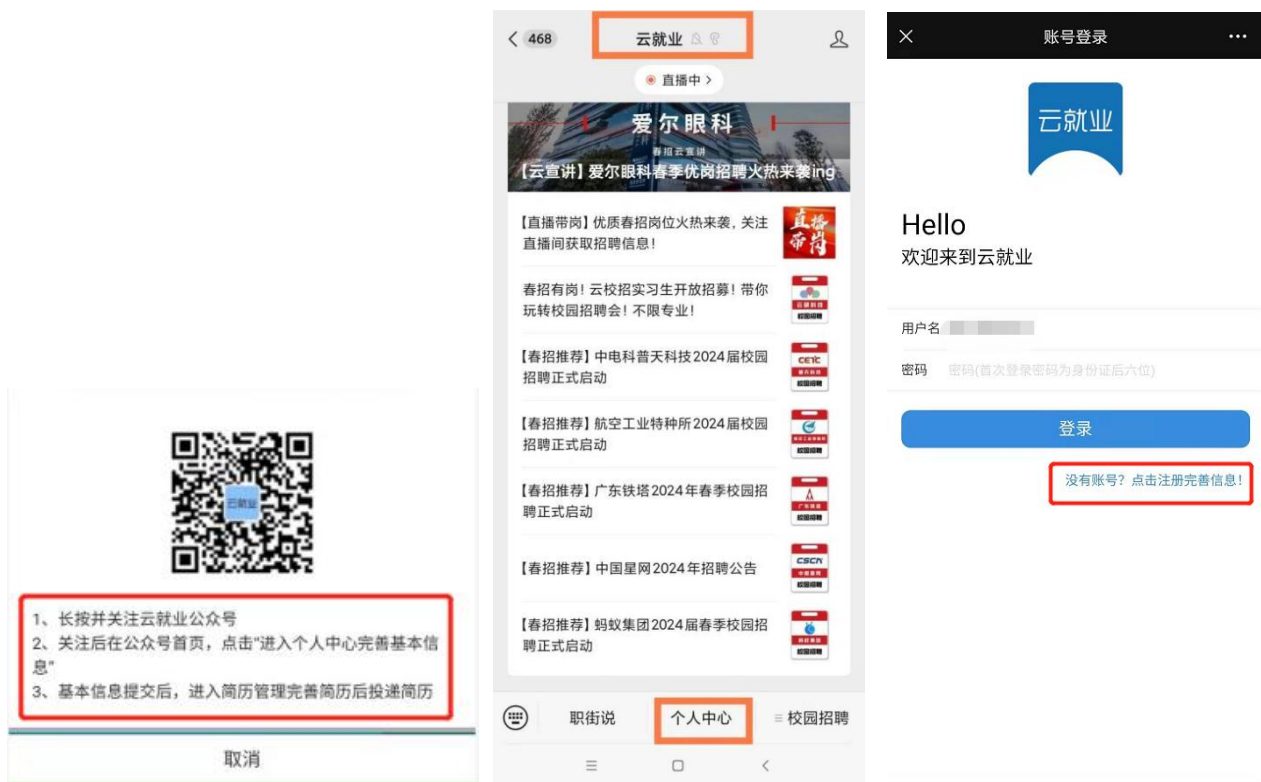 云就业
1、长按并关注云就业公众号
2、关注后在公众号首页，点击"进入个人中心完善基本信
息"
3、基本信息提交后，进入简历管理完善简历后投递简历
取消
468
云就业
直播中
爱尔眼科
春招云宣讲
【云宣讲】爱尔眼科春季优岗招聘火热来袭ing
【直播带岗】优质春招岗位火热来袭，关注
直播间获取招聘信息！
直播
带岗
春招有岗！云校招实习生开放招募！带你
玩转校园招聘会！不限专业！
校园招聘
【春招推荐】中电科普天科技2024届校园
招聘正式启动
CETC
校园招聘
【春招推荐】航空工业特种所2024届校园
招聘正式启动
校园招聘
【春招推荐】广东铁塔2024年春季校园招
聘正式启动
广东铁塔
校园招聘
【春招推荐】中国星网2024年招聘公告
CSCN
中国星网
校园招聘
【春招推荐】蚂蚁集团2024届春季校园招
聘正式启动
蚂蚁集团
校园招聘
职街说
个人中心
校园招聘
账号登录
云就业
Hello
欢迎来到云就业
用户名
密码
密码(首次登录密码为身份证后六位)
登录
没有账号？点击注册完善信息！